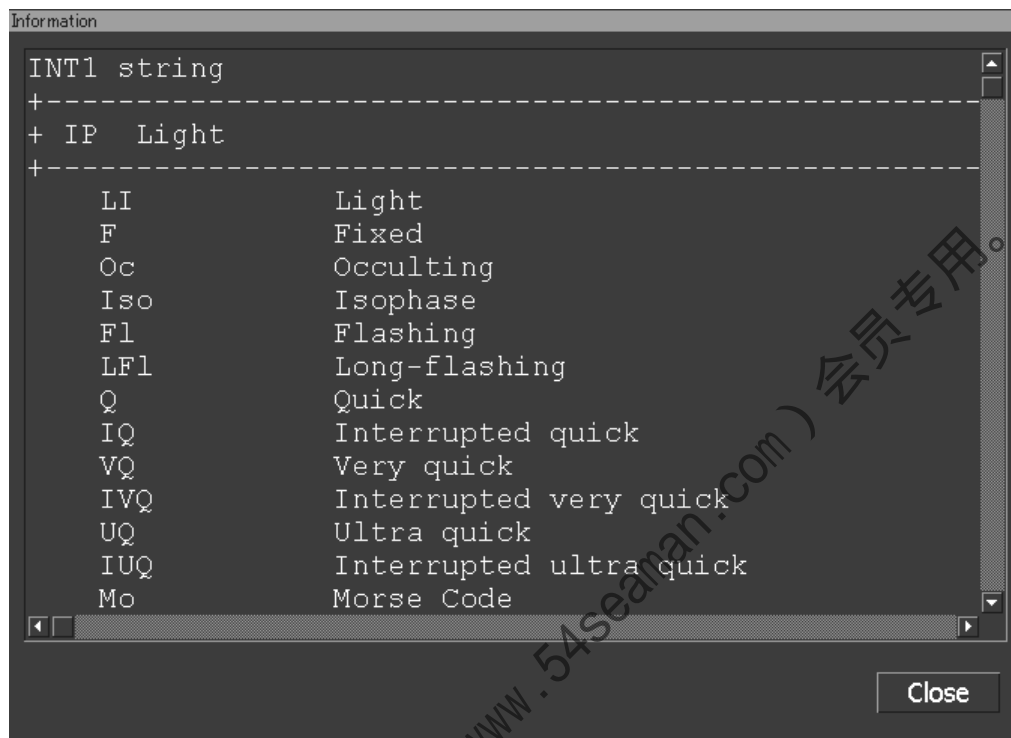 Information
INT1 string
+-----------------------------------------------------
+ IP Light
+-----------------------------------------------------
LI Light
F Fixed
Oc Occulting
Iso Isophase
Fl Flashing
LFl Long-flashing
Q Quick
IQ Interrupted quick
VQ Very quick
IVQ Interrupted very quick
UQ Ultra quick
IUQ Interrupted ultra quick
Mo Morse Code
Close
www.54seaman.com）会员专用。